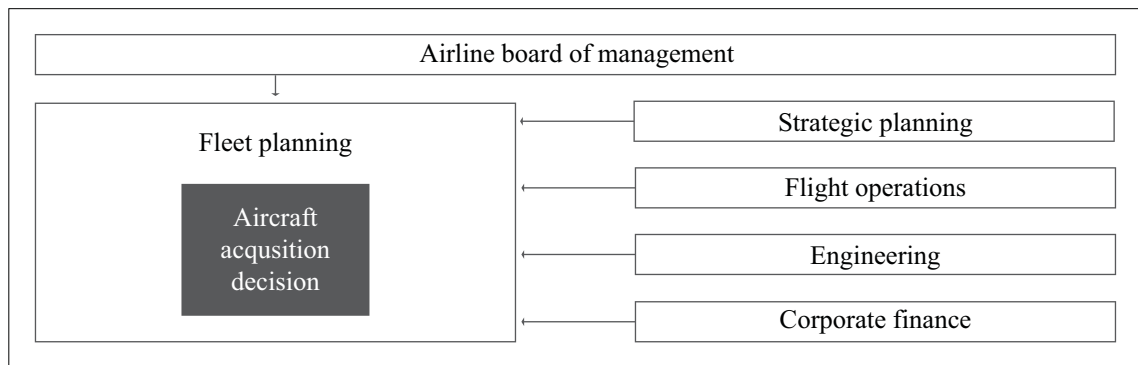 Airline board of management
Fleet planning
Aircraft
acqusition
decision
Strategic planning
Flight operations
Engineering
Corporate finance